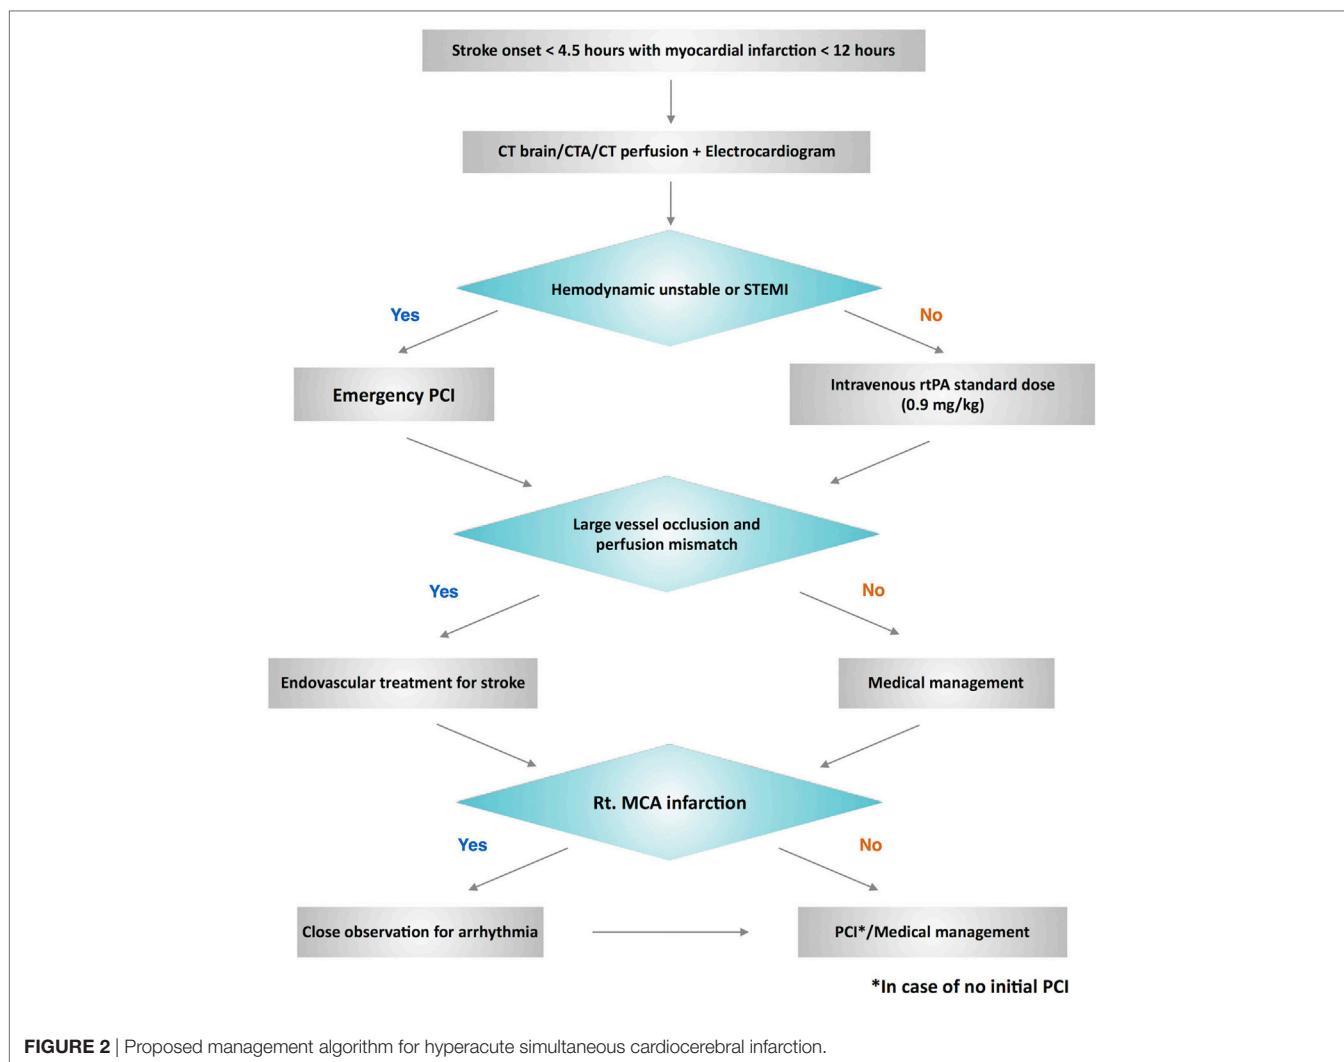 Stroke onset < 4.5 hours with myocardial infarction < 12 hours
CT brain/CTA/CT perfusion + Electrocardiogram
Hemodynamic unstable or STEMI
Yes
No
Emergency PCI
Intravenous rtPA standard dose
(0.9 mg/kg)
Large vessel occlusion and
perfusion mismatch
Yes
No
Endovascular treatment for stroke
Medical management
Rt. MCA infarction
Yes
No
Close observation for arrhythmia
PCI*/Medical management
*In case of no initial PCI
FIGURE 2 | Proposed management algorithm for hyperacute simultaneous cardiocerebral infarction.